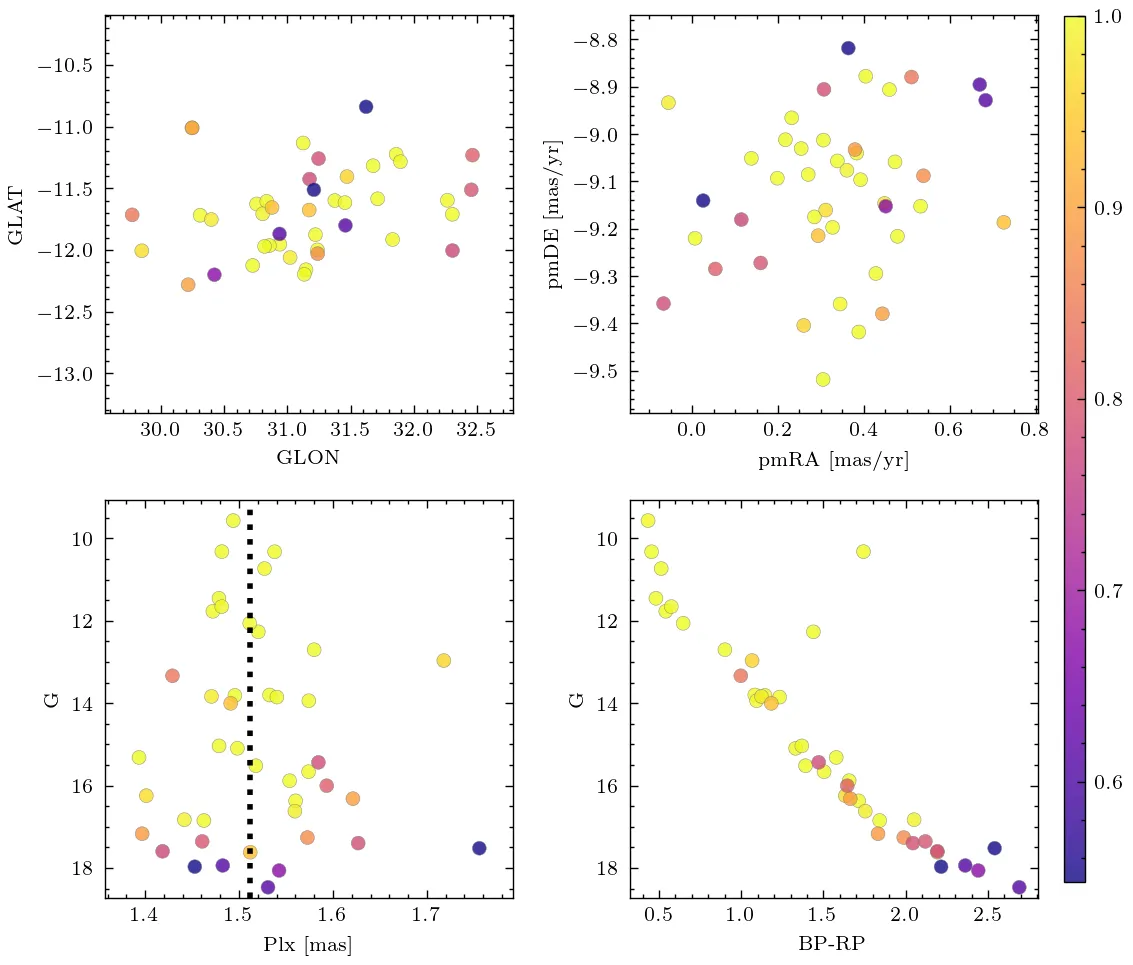 −10.5
−11.0
−11.5
−12.0
−12.5
−13.0
GLAT
30.0 30.5 31.0 31.5 32.0 32.5
GLON
−8.8
−8.9
−9.0
−9.1
−9.2
−9.3
−9.4
−9.5
pmDE [mas/yr]
0.0 0.2 0.4 0.6 0.8
pmRA [mas/yr]
10
12
14
16
18
G
1.4 1.5 1.6 1.7
Plx [mas]
10
12
14
16
18
G
0.5 1.0 1.5 2.0 2.5
BP-RP
1.0
0.9
0.8
0.7
0.6